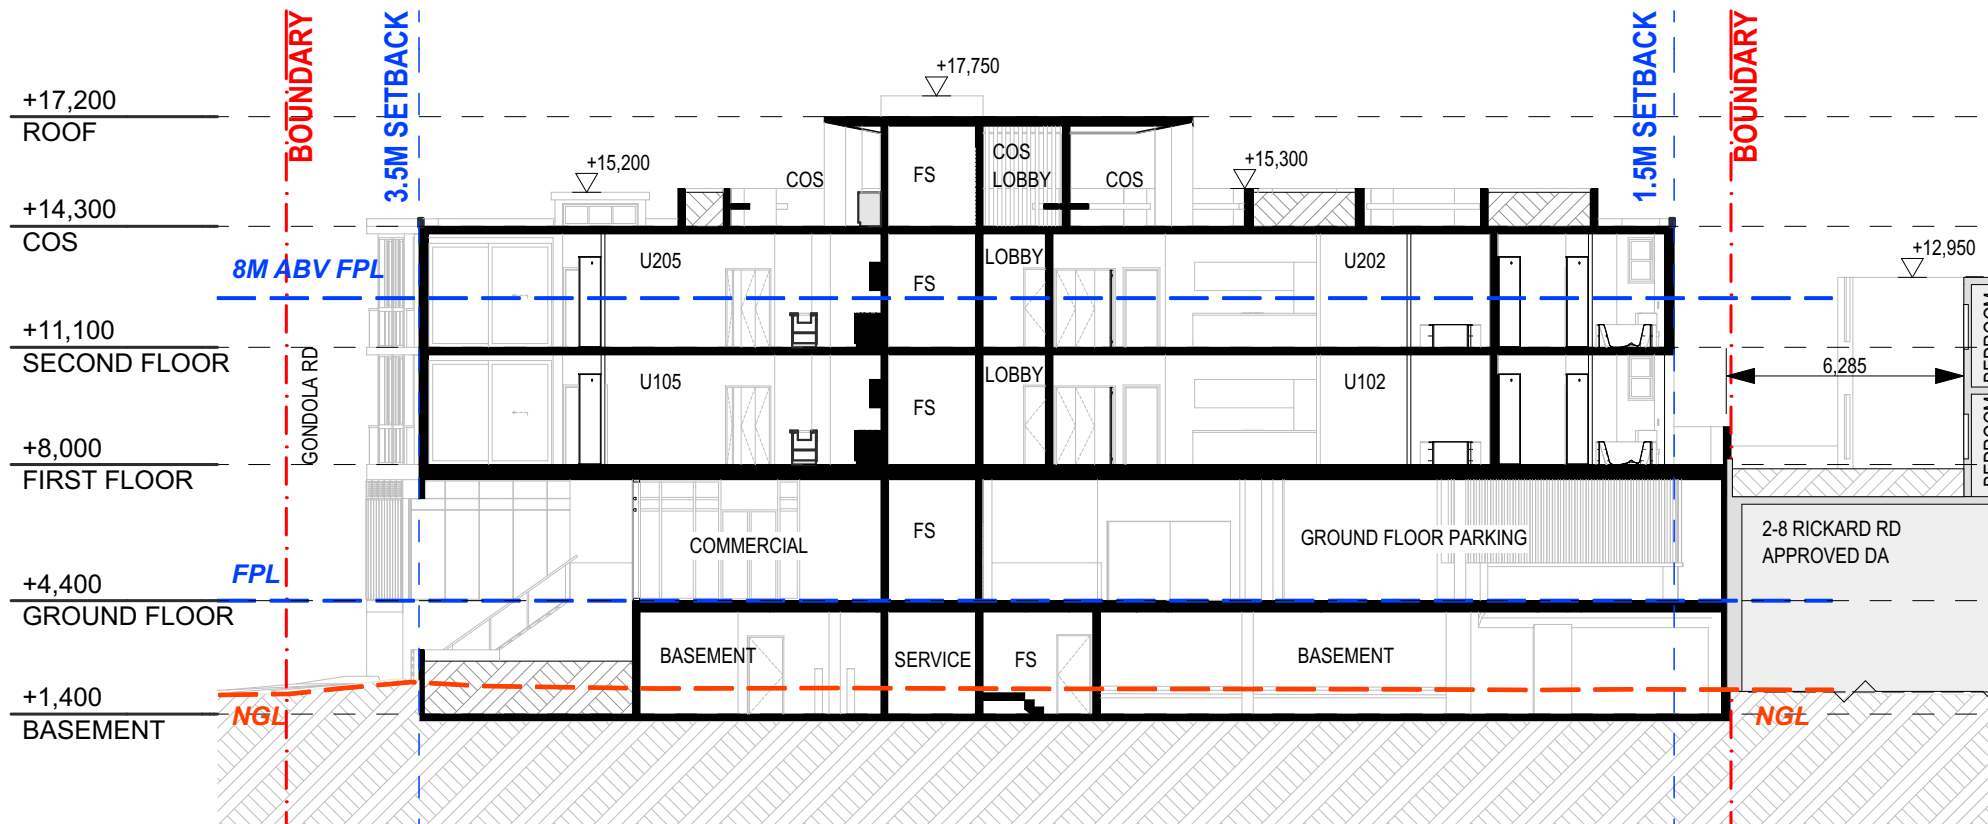 BOUNDARY
3.5M SETBACK
1.5M SETBACK
BOUNDARY
+17,750
+17,200
ROOF
+15,200
COS
FS
COS
LOBBY
COS
+15,300
+14,300
COS
8M ABV FPL
U205
FS
LOBBY
U202
+12,950
+11,100
SECOND FLOOR
GONDOLA RD
U105
FS
LOBBY
U102
6,285
BEDROOM
BEDROOM
+8,000
FIRST FLOOR
COMMERCIAL
FS
GROUND FLOOR PARKING
2-8 RICKARD RD
APPROVED DA
FPL
+4,400
GROUND FLOOR
BASEMENT
SERVICE
FS
BASEMENT
+1,400
BASEMENT
NGL
NGL